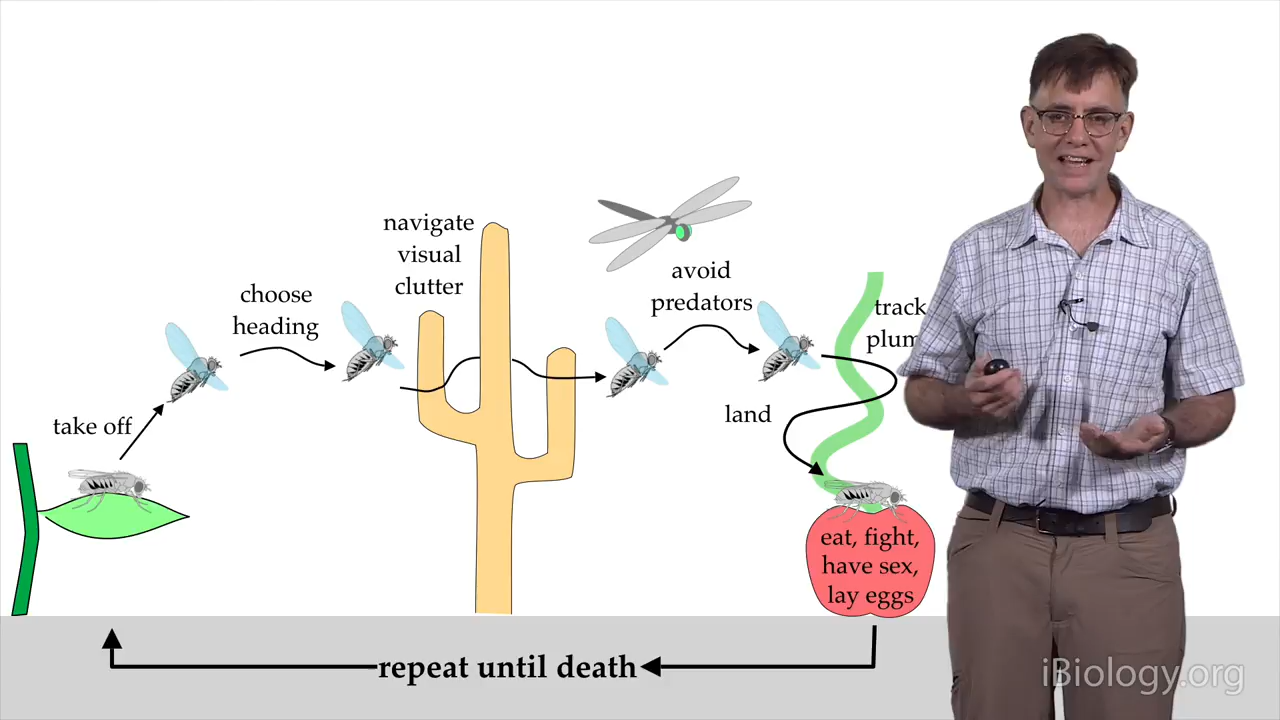 take off
choose
heading
navigate
visual
clutter
avoid
predators
track
land
eat, fight,
have sex,
lay eggs
repeat until death
iBiology.org